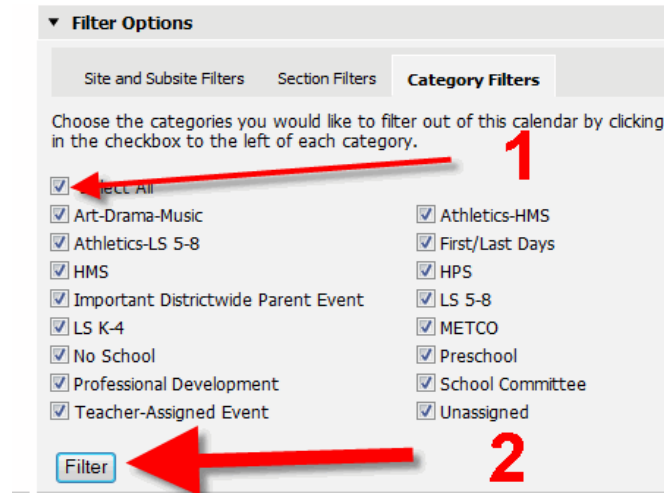 Filter Options
Site and Subsite Filters Section Filters Category Filters
Choose the categories you would like to filter out of this calendar by clicking
in the checkbox to the left of each category.
1
All
Art-Drama-Music Athletics-HMS
Athletics-LS 5-8 First/Last Days
HMS HPS
Important Districtwide Parent Event LS 5-8
LS K-4 METCO
No School Preschool
Professional Development School Committee
Teacher-Assigned Event Unassigned
Filter 2